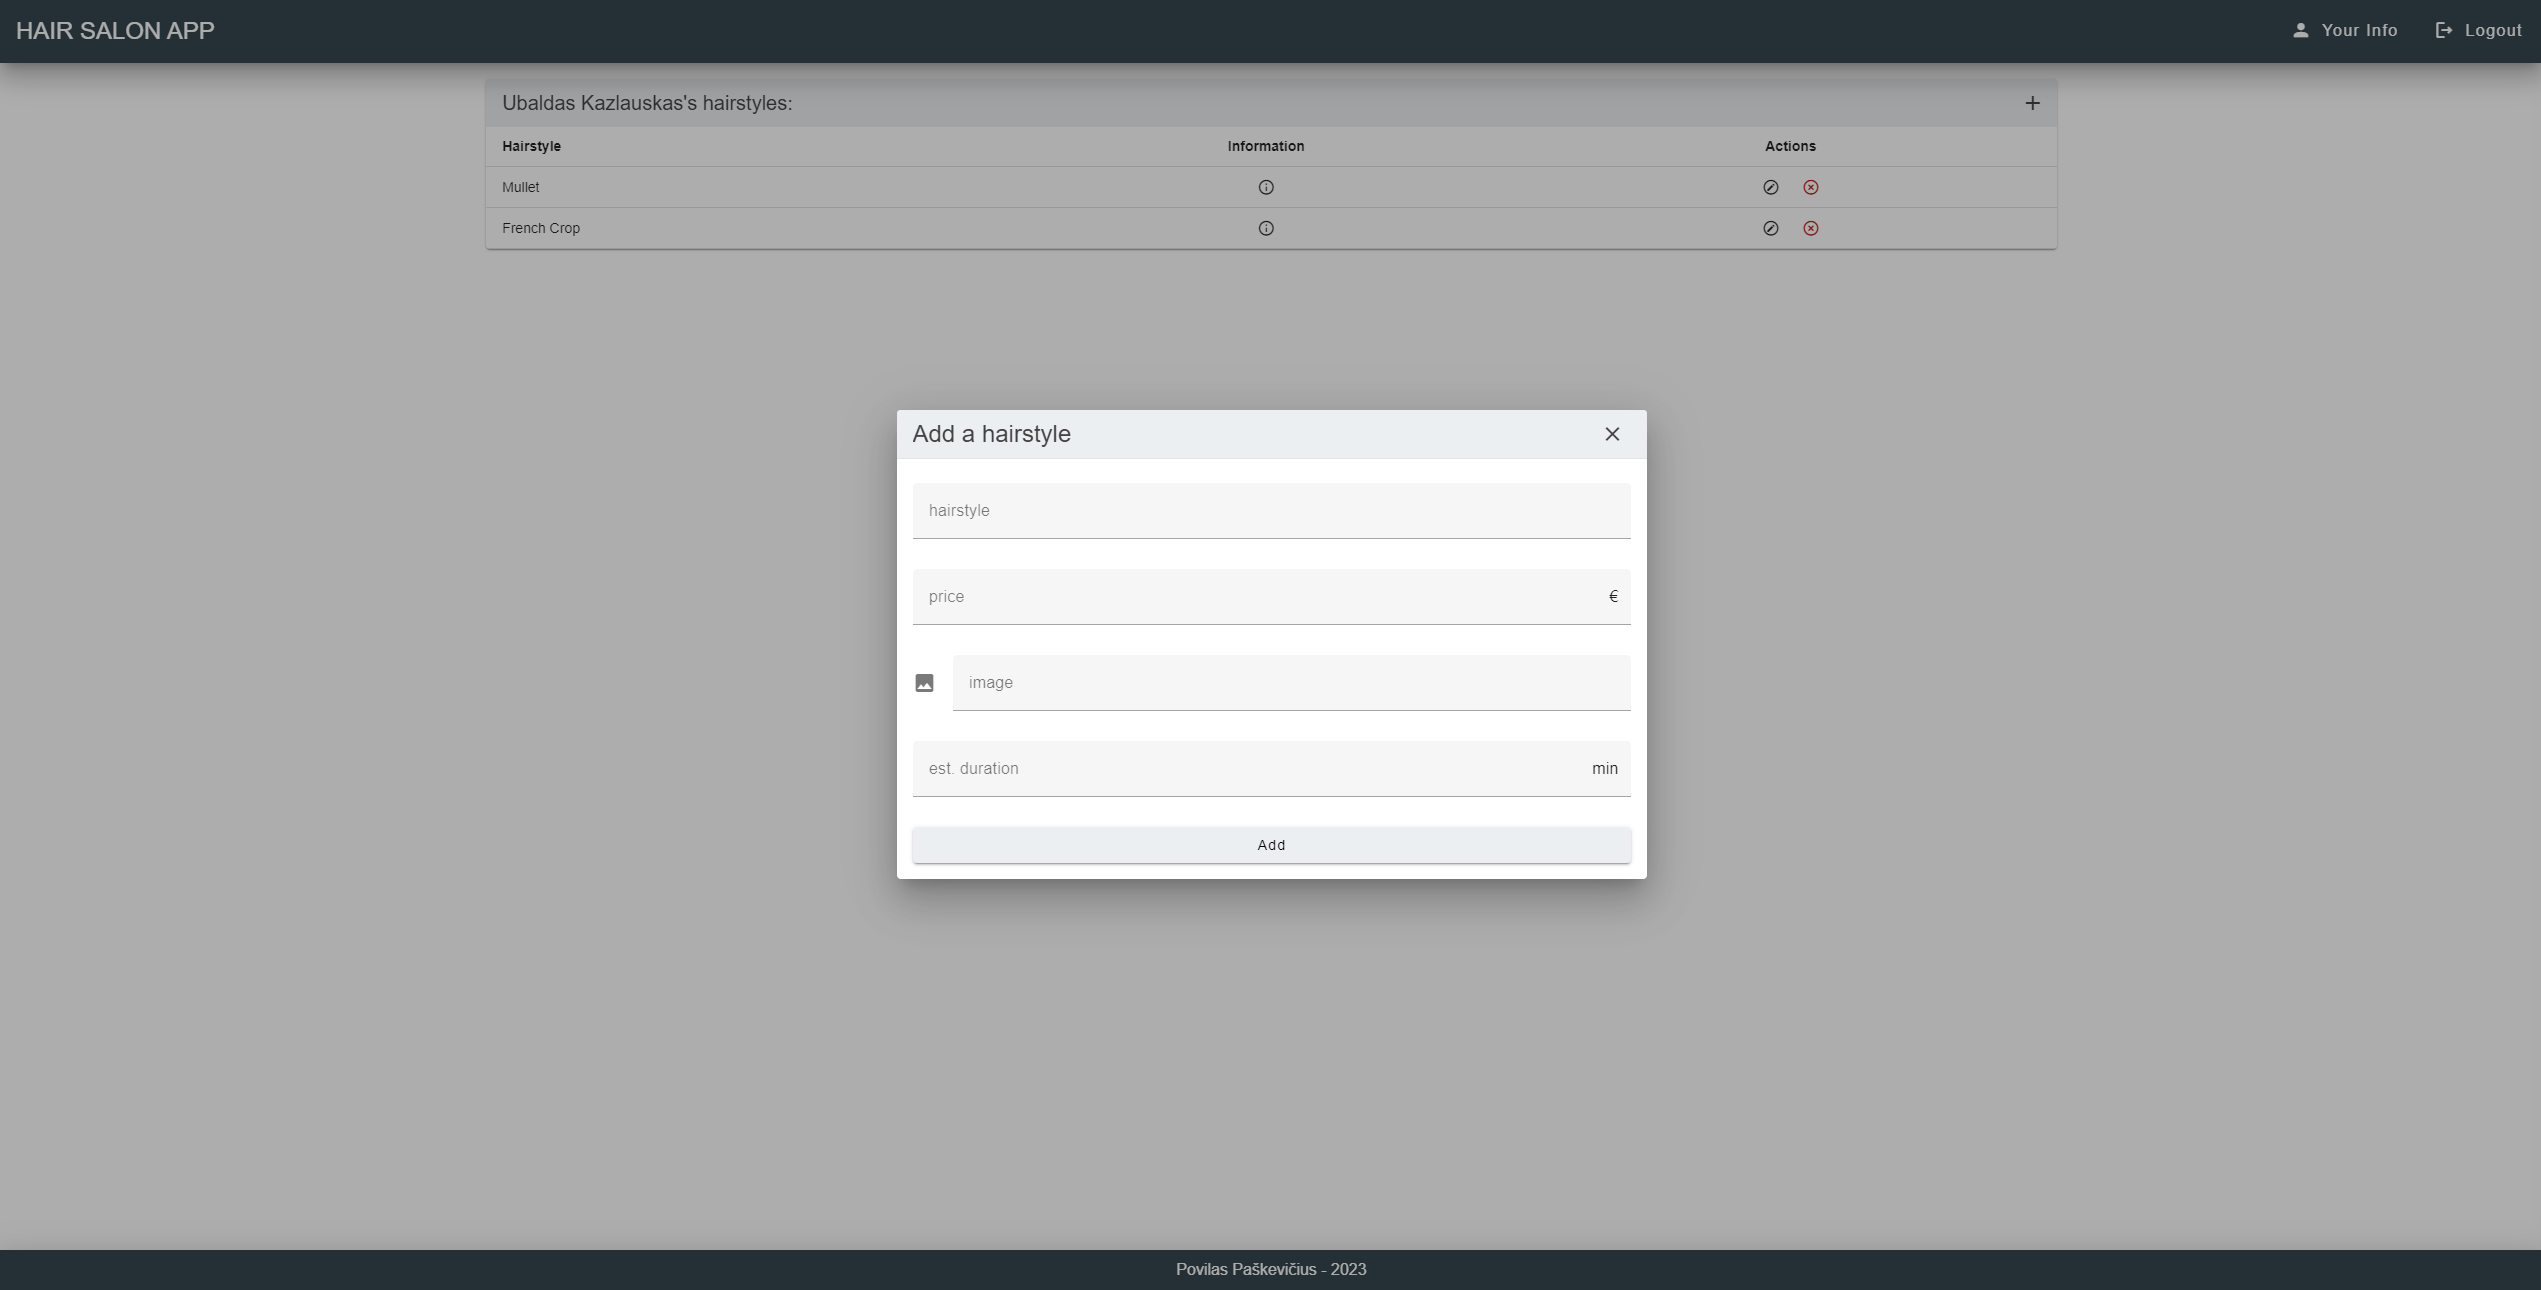 HAIR SALON APP
Your Info
Logout
Ubaldas Kazlauskas's hairstyles:
Hairstyle Information Actions
Mullet
French Crop
Add a hairstyle
hairstyle
price €
image
est. duration min
Add
Povilas Paškevičius - 2023